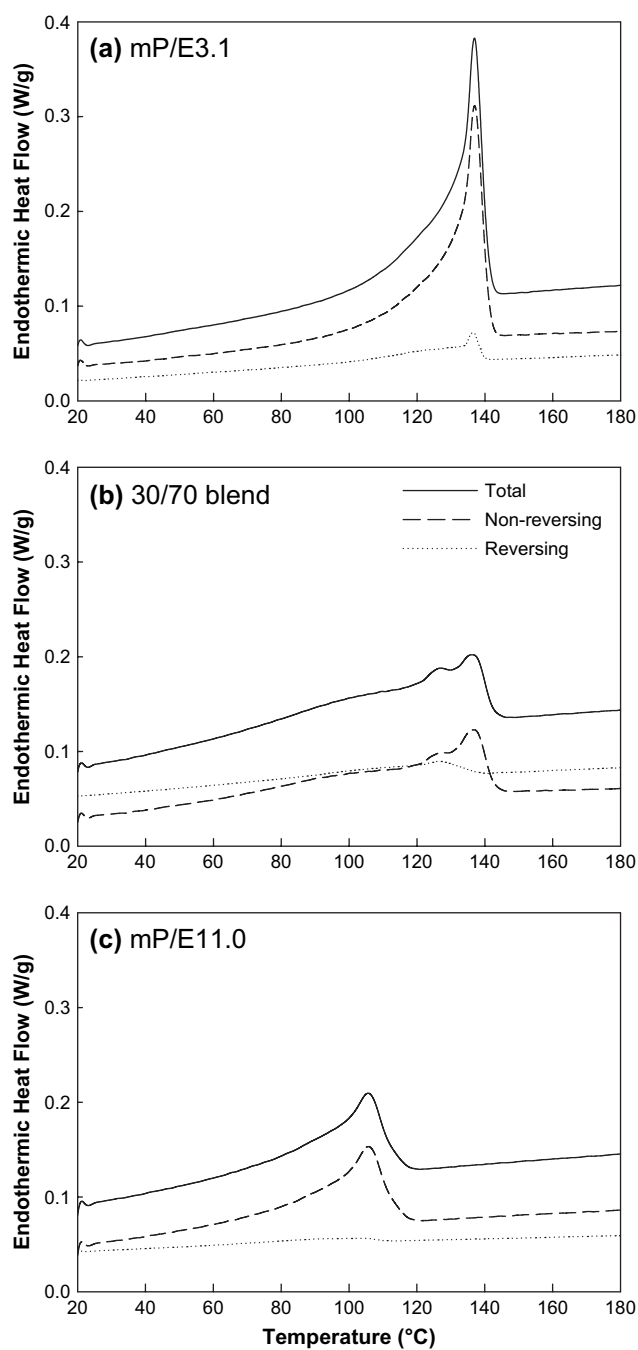 (a) mP/E3.1
Endothermic Heat Flow (W/g)
0.4
0.3
0.2
0.1
0.0
20 40 60 80 100 120 140 160 180
(b) 30/70 blend
Total
Non-reversing
Reversing
Endothermic Heat Flow (W/g)
0.4
0.3
0.2
0.1
0.0
20 40 60 80 100 120 140 160 180
(c) mP/E11.0
Endothermic Heat Flow (W/g)
0.4
0.3
0.2
0.1
0.0
20 40 60 80 100 120 140 160 180
Temperature (°C)